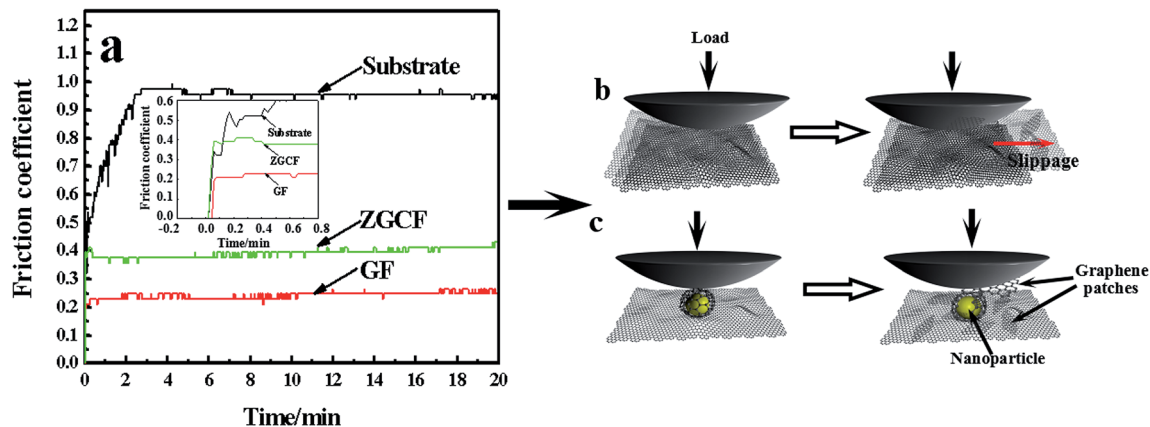 a
Friction coefficient
1.2
1.1
1.0
0.9
0.8
0.7
0.6
0.5
0.4
0.3
0.2
0.1
0.0
0 2 4 6 8 10 12 14 16 18 20
Time/min
Substrate
ZGCF
GF
Friction coefficient
0.6
0.5
0.4
0.3
0.2
0.1
0.0
-0.2 0.0 0.2 0.4 0.6 0.8
Time/min
Substrate
ZGCF
GF
b
Load
Slippage
c
Graphene
patches
Nanoparticle